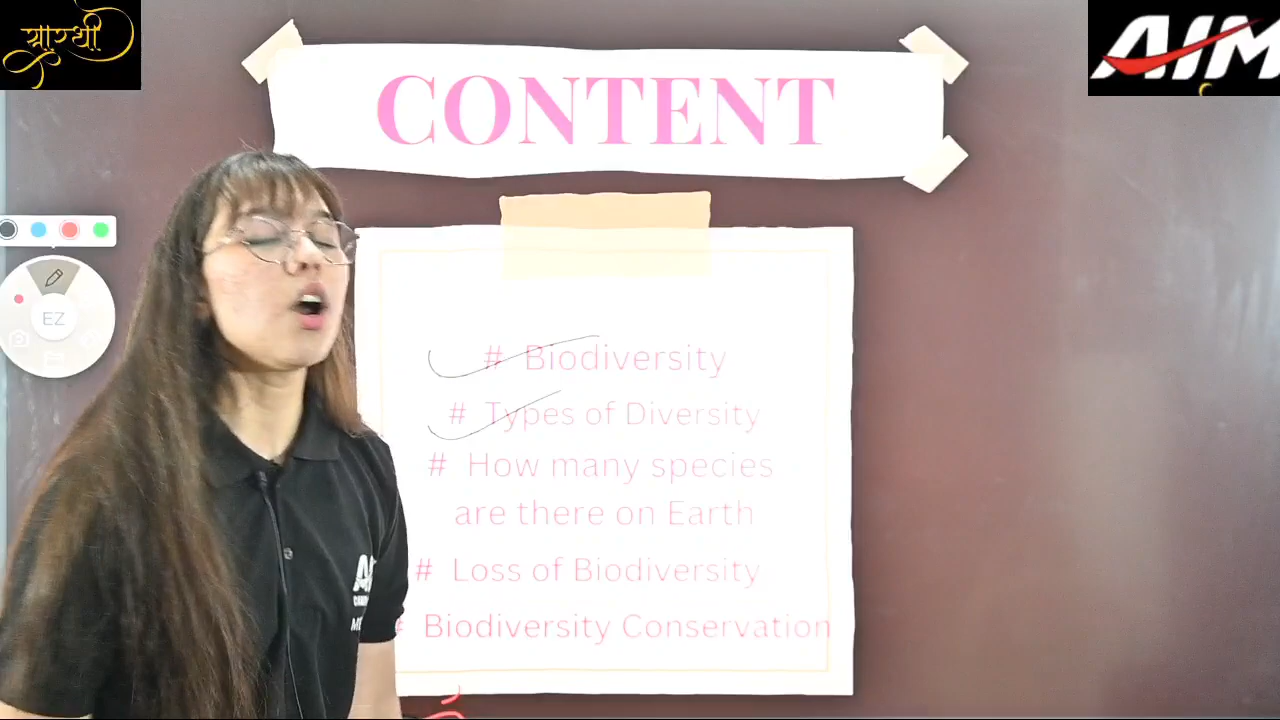 सारथी
AIM
CONTENT
# Biodiversity
# Types of Diversity
EZ
# How many species
are there on Earth
# Loss of Biodiversity
# Biodiversity Conservation